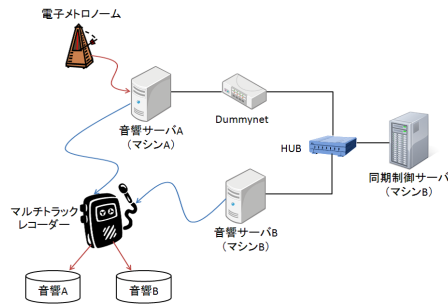 電子メトロノーム
音響サーバA
(マシンA)
Dummynet
HUB
同期制御サーバ
(マシンB)
マルチトラック
レコーダー
音響サーバB
(マシンB)
音響A
音響B